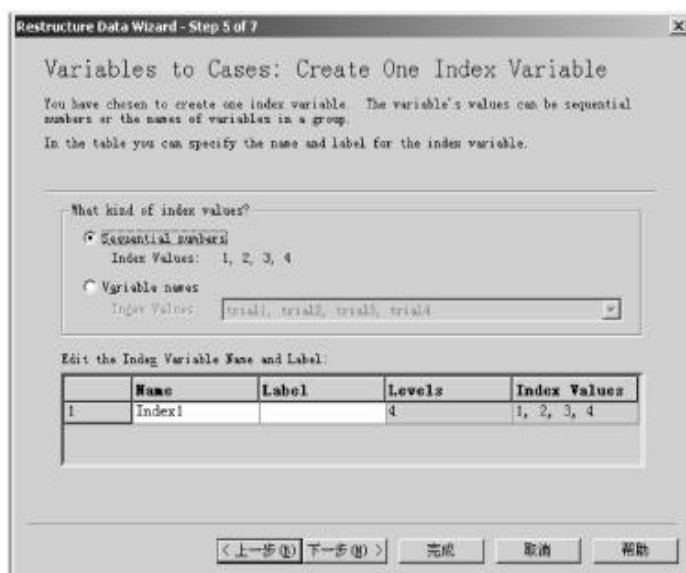 Restructure Data Wizard - Step 5 of 7
Variables to Cases: Create One Index Variable
You have chosen to create one index variable. The variable's values can be sequential
numbers or the names of variables in a group.
In the table you can specify the name and label for the index variable.
What kind of index values?
Sequential numbers
Index Values: 1, 2, 3, 4
Variable names
Index Values: trial1, trial2, trial3, trial4
Edit the Index Variable Name and Label:
Name Label Levels Index Values
1 Index1 4 1, 2, 3, 4
<上一步(B) 下一步(N)> 完成 取消 帮助